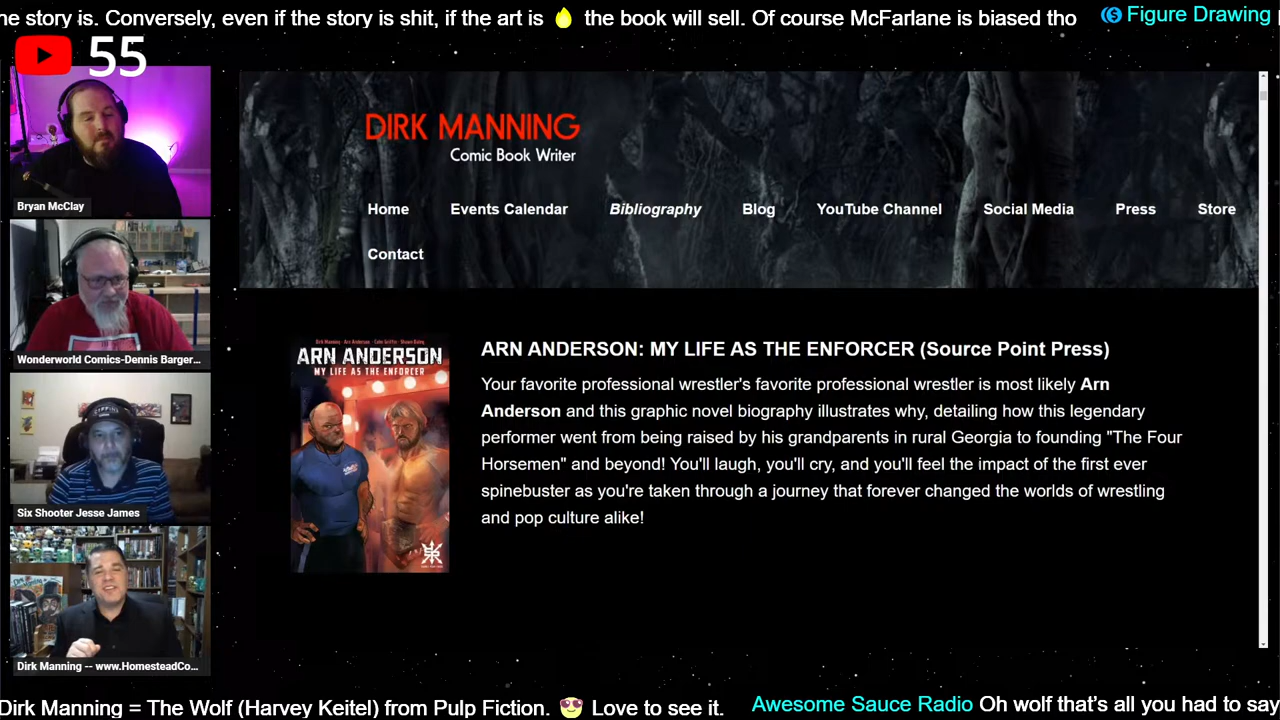 ne story is. Conversely, even if the story is shit, if the art is 🔥 the book will sell. Of course McFarlane is biased tho
Figure Drawing
55
Bryan McClay
Wonderworld Comics-Dennis Barger...
Six Shooter Jesse James
Dirk Manning -- www.HomesteadCo...
DIRK MANNING
Comic Book Writer
Home Events Calendar Bibliography Blog YouTube Channel Social Media Press Store
Contact
Dirk Manning · Arn Anderson ·
ARN ANDERSON
MY LIFE AS THE ENFORCER
ARN ANDERSON: MY LIFE AS THE ENFORCER (Source Point Press)
Your favorite professional wrestler's favorite professional wrestler is most likely Arn
Anderson and this graphic novel biography illustrates why, detailing how this legendary
performer went from being raised by his grandparents in rural Georgia to founding "The Four
Horsemen" and beyond! You'll laugh, you'll cry, and you'll feel the impact of the first ever
spinebuster as you're taken through a journey that forever changed the worlds of wrestling
and pop culture alike!
Dirk Manning = The Wolf (Harvey Keitel) from Pulp Fiction. 😍 Love to see it.
Awesome Sauce Radio Oh wolf that's all you had to say